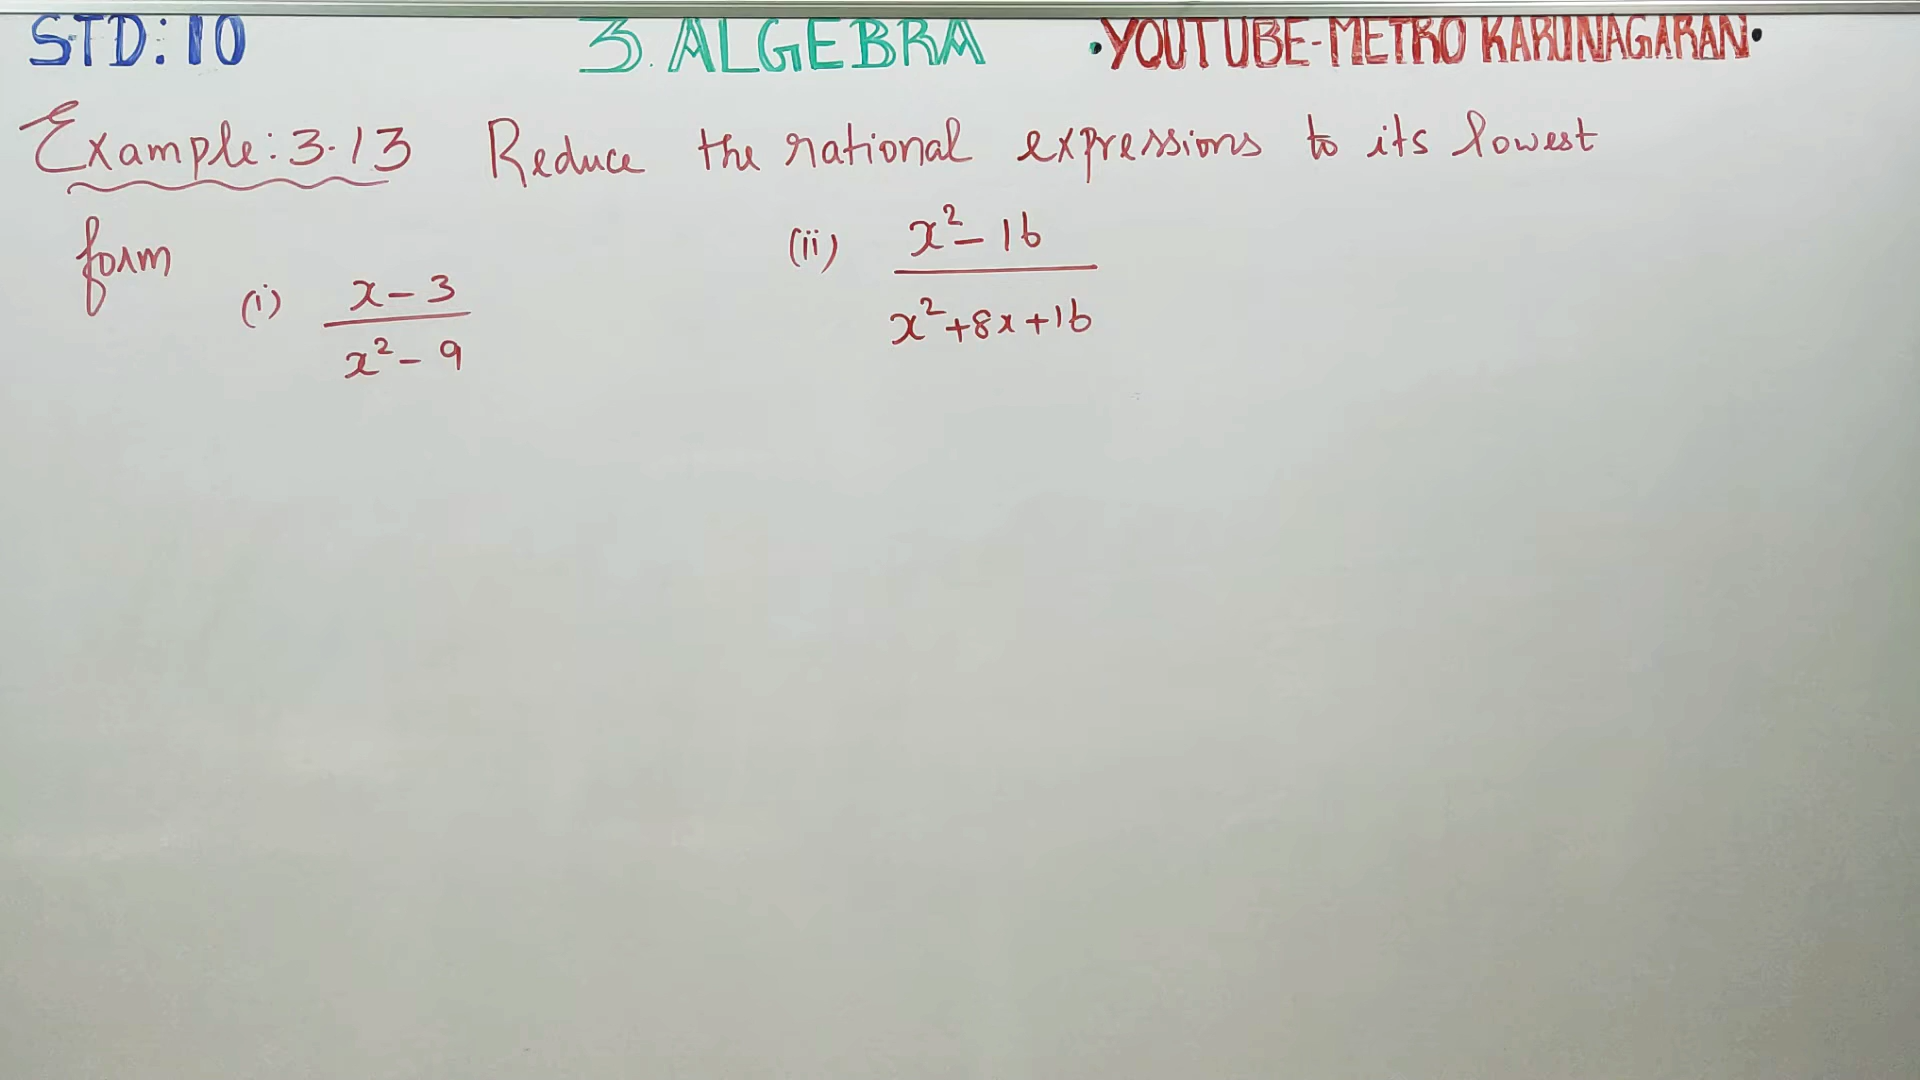 STD: 10 3. ALGEBRA •YOUTUBE-METRO KARUNAGARAN•
Example: 3.13 Reduce the rational expressions to its lowest
form
(i) x-3 / x²-9 (ii) x²-16 / x²+8x+16